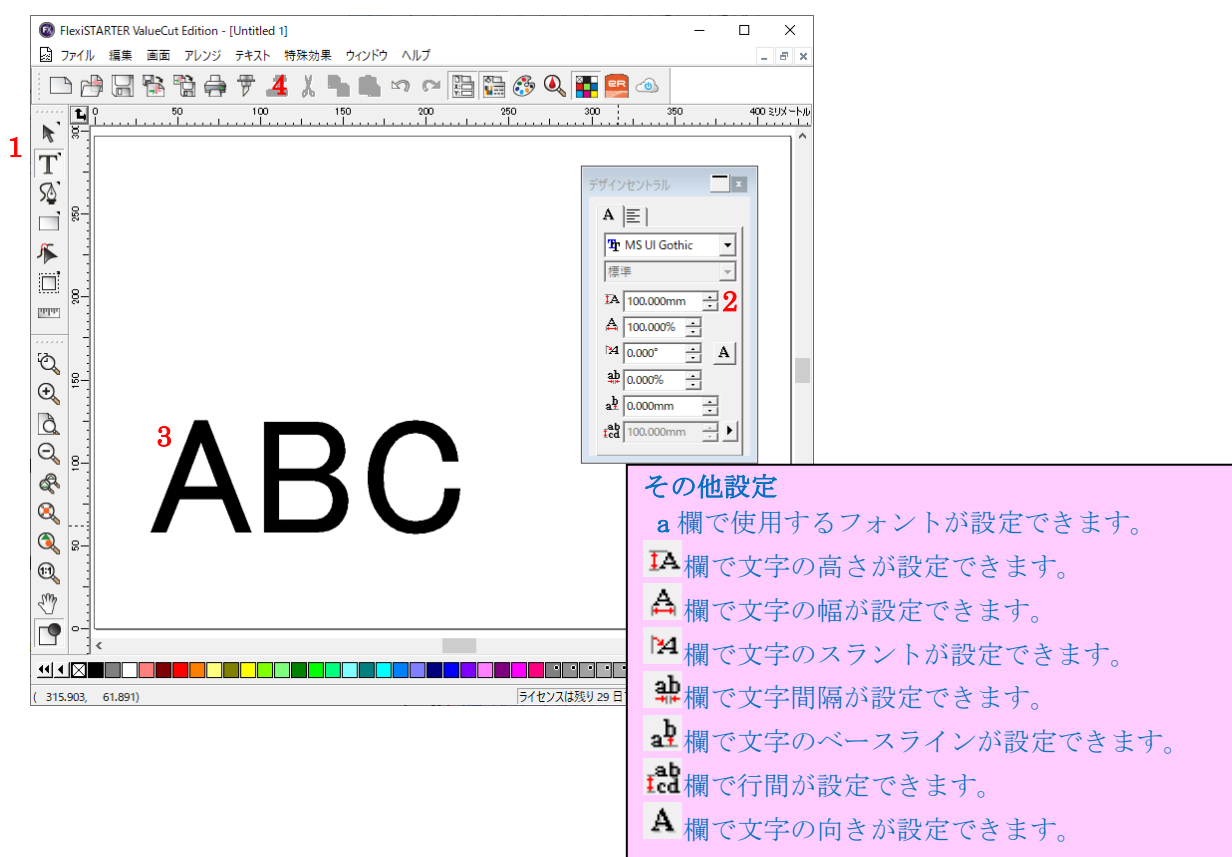 FlexiSTARTER ValueCut Edition - [Untitled 1]
ファイル 編集 画面 アレンジ テキスト 特殊効果 ウィンドウ ヘルプ
4
0 50 100 150 200 250 300 350 400 ミリメートル
1
300
250
200
150
100
50
0
デザインセントラル
A
MS UI Gothic
標準
100.000mm 2
100.000%
0.000° A
0.000%
0.000mm
100.000mm
3
ABC
( 315.903, 61.891)
ライセンスは残り 29 日
その他設定
a 欄で使用するフォントが設定できます。
欄で文字の高さが設定できます。
欄で文字の幅が設定できます。
欄で文字のスラントが設定できます。
欄で文字間隔が設定できます。
欄で文字のベースラインが設定できます。
欄で行間が設定できます。
A 欄で文字の向きが設定できます。